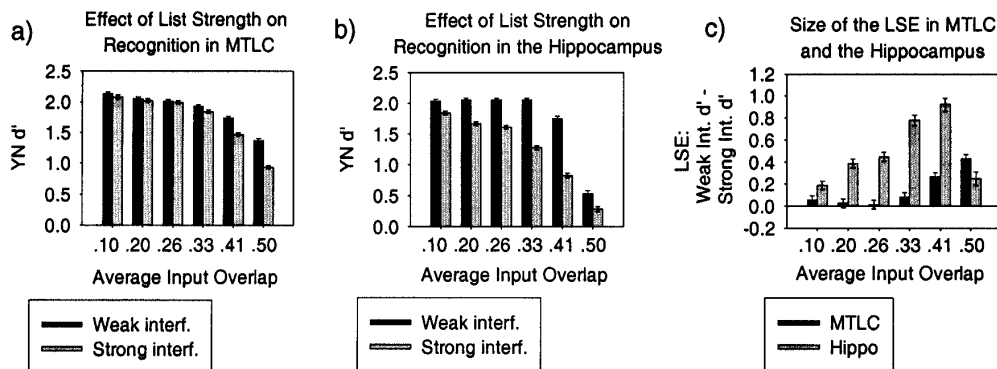 a)
Effect of List Strength on
Recognition in MTLC
YN d'
2.5
2.0
1.5
1.0
0.5
0.0
.10 .20 .26 .33 .41 .50
Average Input Overlap
Weak interf.
Strong interf.
b)
Effect of List Strength on
Recognition in the Hippocampus
YN d'
2.5
2.0
1.5
1.0
0.5
0.0
.10 .20 .26 .33 .41 .50
Average Input Overlap
Weak interf.
Strong interf.
c)
Size of the LSE in MTLC
and the Hippocampus
LSE:
Weak Int. d' -
Strong Int. d'
1.2
1.0
0.8
0.6
0.4
0.2
0.0
-0.2
.10 .20 .26 .33 .41 .50
Average Input Overlap
MTLC
Hippo